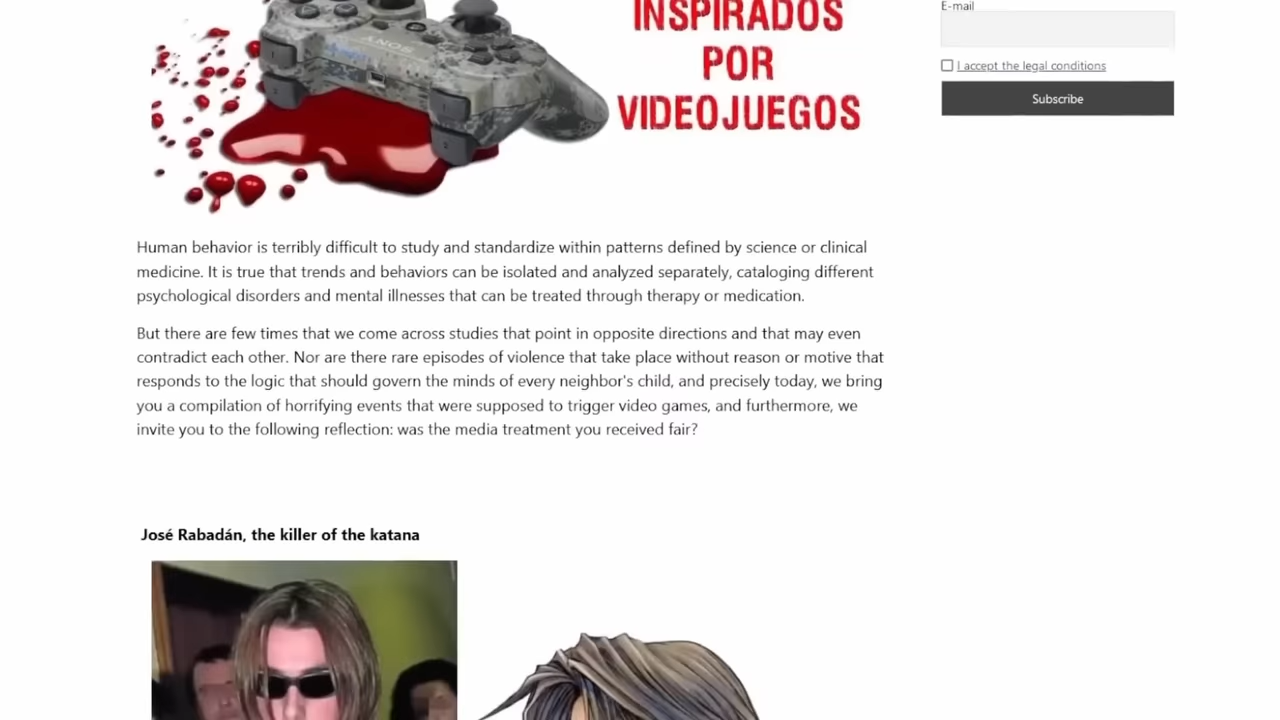 INSPIRADOS
POR
VIDEOJUEGOS
SONY
E-mail
I accept the legal conditions
Subscribe
Human behavior is terribly difficult to study and standardize within patterns defined by science or clinical
medicine. It is true that trends and behaviors can be isolated and analyzed separately, cataloging different
psychological disorders and mental illnesses that can be treated through therapy or medication.
But there are few times that we come across studies that point in opposite directions and that may even
contradict each other. Nor are there rare episodes of violence that take place without reason or motive that
responds to the logic that should govern the minds of every neighbor's child, and precisely today, we bring
you a compilation of horrifying events that were supposed to trigger video games, and furthermore, we
invite you to the following reflection: was the media treatment you received fair?
José Rabadán, the killer of the katana